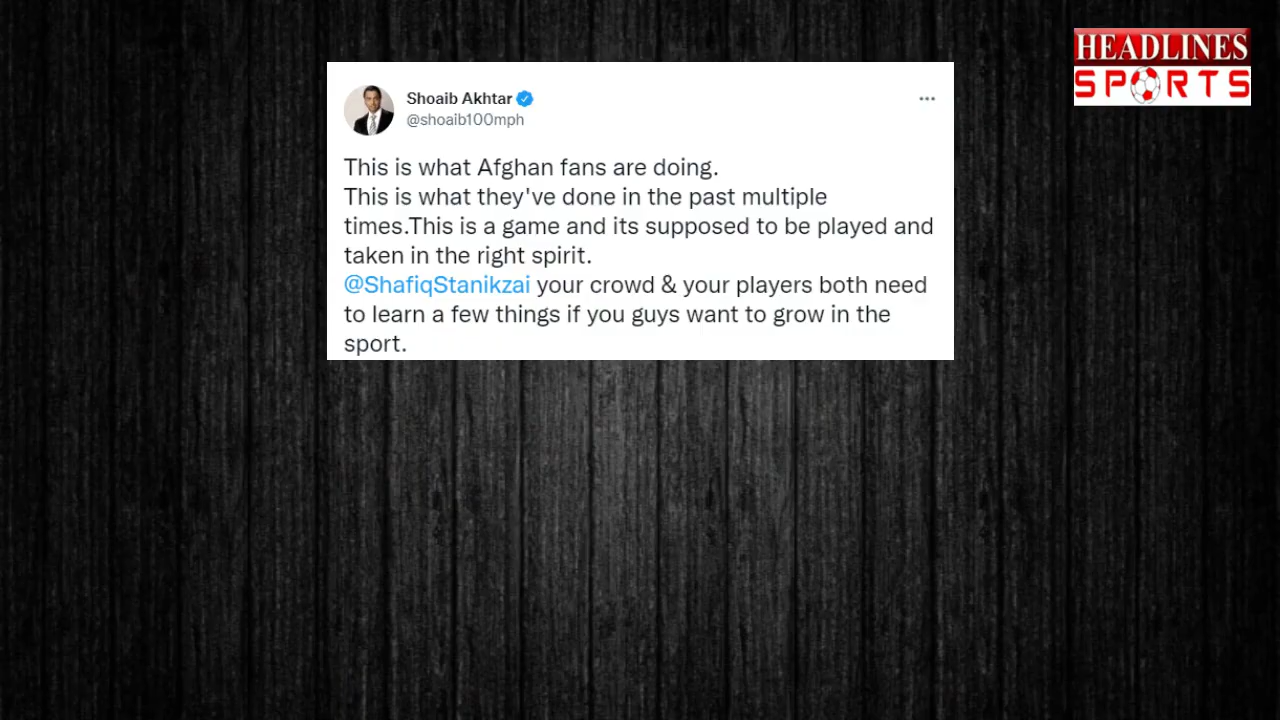 HEADLINES
SPORTS
Shoaib Akhtar
@shoaib100mph
This is what Afghan fans are doing.
This is what they've done in the past multiple
times.This is a game and its supposed to be played and
taken in the right spirit.
@ShafiqStanikzai your crowd & your players both need
to learn a few things if you guys want to grow in the
sport.